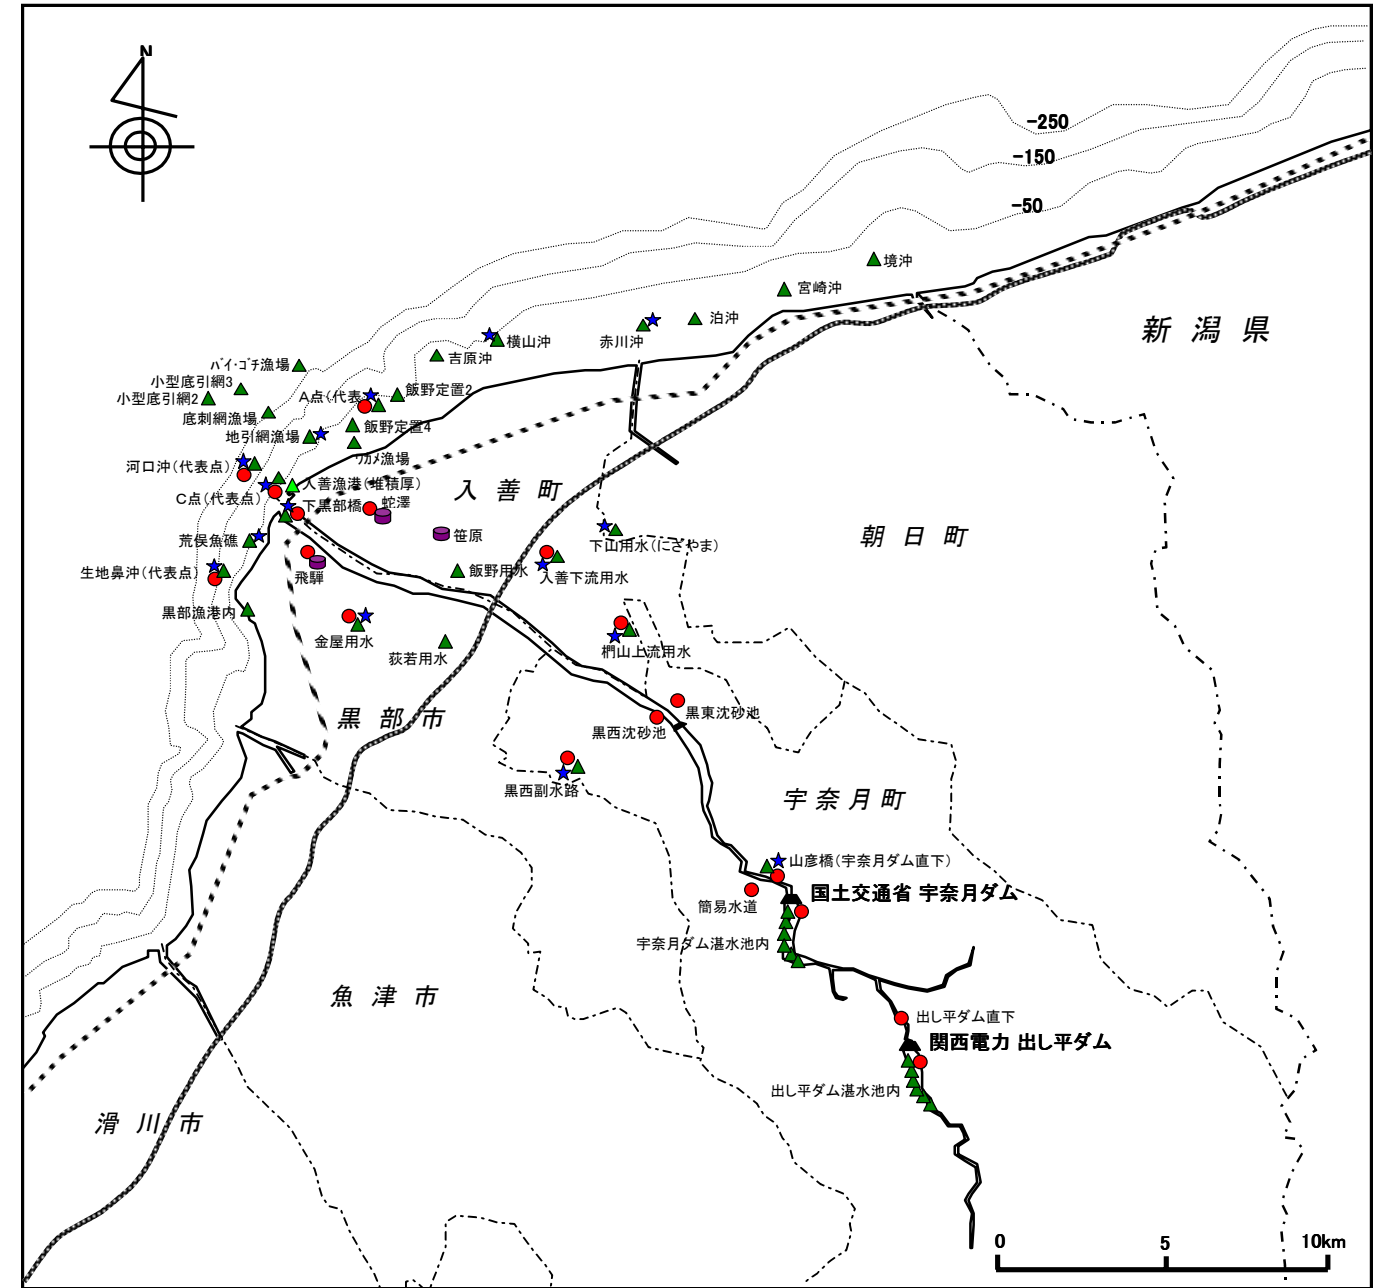 N
-250
-150
-50
境沖
宮崎沖
泊沖
赤川沖
新潟県
横山沖
吉原沖
ﾊﾞｲ･ｺﾞﾁ漁場
小型底引網3
小型底引網2
A点(代表
飯野定置2
底刺網漁場
飯野定置4
地引網漁場
ﾜｶﾒ漁場
河口沖(代表点)
入善漁港(堆積厚)
C点(代表点)
入善町
下黒部橋
蛇澤
笹原
朝日町
荒俣魚礁
下山用水(にざやま)
生地鼻沖(代表点)
飛騨
飯野用水
入善下流用水
黒部漁港内
金屋用水
荻若用水
椚山上流用水
黒部市
黒東沈砂池
黒西沈砂池
黒西副水路
宇奈月町
山彦橋(宇奈月ダム直下)
国土交通省 宇奈月ダム
簡易水道
宇奈月ダム湛水池内
魚津市
出し平ダム直下
関西電力 出し平ダム
出し平ダム湛水池内
滑川市
0 5 10km